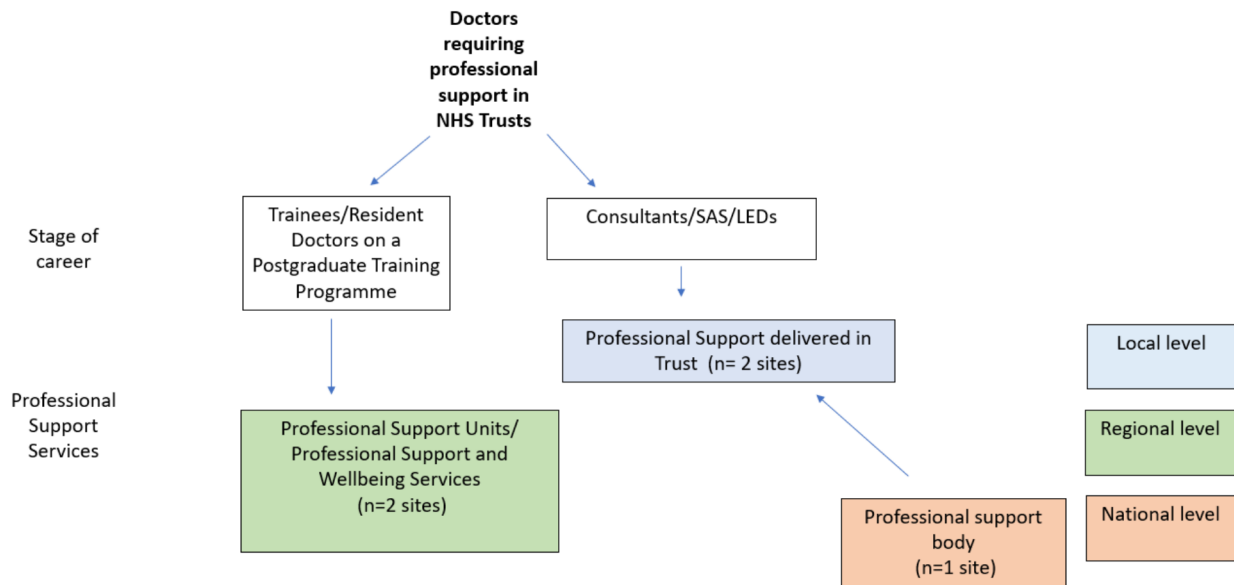 Doctors
requiring
professional
support in
NHS Trusts
Stage of
career
Trainees/Resident
Doctors on a
Postgraduate Training
Programme
Consultants/SAS/LEDs
Professional
Support
Services
Professional Support delivered in
Trust (n= 2 sites)
Professional Support Units/
Professional Support and
Wellbeing Services
(n=2 sites)
Professional support
body
(n=1 site)
Local level
Regional level
National level